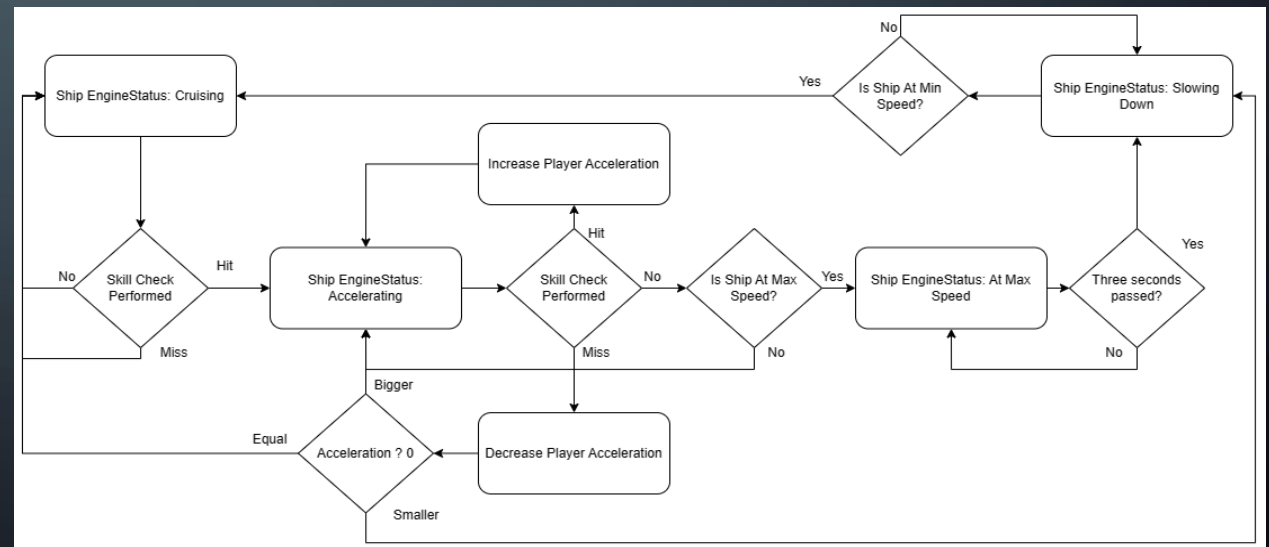 No
Yes
Is Ship At Min
Speed?
Ship EngineStatus: Cruising
Ship EngineStatus: Slowing
Down
Increase Player Acceleration
Hit
No
Skill Check
Performed
Hit
Miss
Ship EngineStatus:
Accelerating
Skill Check
Performed
No
Miss
Is Ship At Max
Speed?
Yes
No
Ship EngineStatus: At Max
Speed
Three seconds
passed?
Yes
No
Bigger
Equal
Acceleration ? 0
Decrease Player Acceleration
Smaller